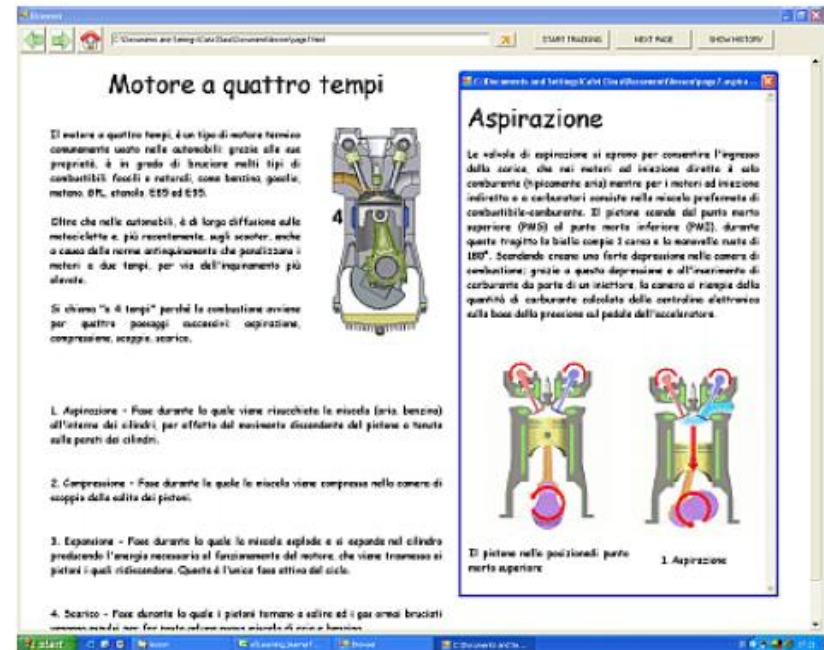 Browser
START TRACKING
NEXT PAGE
SHOW HISTORY
Motore a quattro tempi
Il motore a quattro tempi, è un tipo di motore termico
comunemente usato nelle automobili; grazie alle sue
proprietà, è in grado di bruciare molti tipi di
combustibili fossili e naturali, come benzina, gasolio,
metano, GPL, etanolo, E85 ed E95.
Oltre che nelle automobili, è di larga diffusione sulle
motociclette e, più recentemente, sugli scooter, anche
a causa delle norme antinquinamento che penalizzano i
motori a due tempi, per via dell'inquinamento più
elevato.
Si chiama "a 4 tempi" perché la combustione avviene
per quattro passaggi successivi: aspirazione,
compressione, scoppio, scarico.
4
1. Aspirazione - Fase durante la quale viene risucchiata la miscela (aria, benzina)
all'interno dei cilindri, per effetto del movimento discendente del pistone a tenuta
sulle pareti dei cilindri.
2. Compressione - Fase durante la quale la miscela viene compressa nella camera di
scoppio dalla salita dei pistoni.
3. Espansione - Fase durante la quale la miscela esplode e si espande nel cilindro
producendo l'energia necessaria al funzionamento del motore, che viene trasmessa ai
pistoni i quali ridiscendono. Questa è l'unica fase attiva del ciclo.
4. Scarico - Fase durante la quale i pistoni tornano a salire ed i gas ormai bruciati
Aspirazione
Le valvole di aspirazione si aprono per consentire l'ingresso
della carica, che nei motori ad iniezione diretta è solo
comburente (tipicamente aria) mentre per i motori ad iniezione
indiretta o a carburatori consiste nella miscela preformata di
combustibile-comburente. Il pistone scende dal punto morto
superiore (PMS) al punto morto inferiore (PMI), durante
questo tragitto la biella compie 1 corsa e la manovella ruota di
180°. Scendendo creano una forte depressione nella camera di
combustione; grazie a questa depressione e all'inserimento di
carburante da parte di un iniettore, la camera si riempie della
quantità di carburante calcolata dalla centralina elettronica
sulla base della pressione sul pedale dell'acceleratore.
Il pistone nella posizionedi punto
morto superiore
1. Aspirazione
start